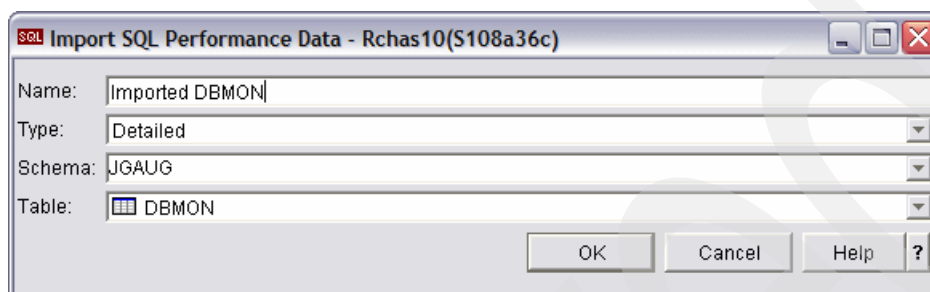 SQL Import SQL Performance Data - Rchas10(S108a36c)
Name: Imported DBMON
Type: Detailed
Schema: JGAUG
Table: DBMON
OK Cancel Help ?